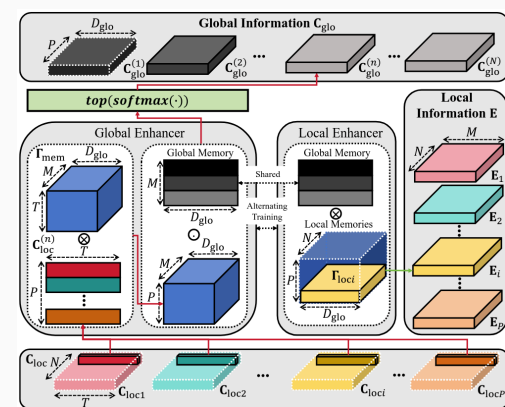 Global Information C_glo
D_glo
P
C_glo^(1)
C_glo^(2)
...
C_glo^(n)
...
C_glo^(N)
top(softmax(·))
Global Enhancer
Γ_mem
D_glo
M
T
C_loc^(n)
⊗
T
P
Global Memory
M
D_glo
⊙
D_glo
M
P
Shared
Alternating
Training
Local Enhancer
Global Memory
⊗
Local Memories
N
P
Γ_loci
D_glo
Local
Information E
M
N
E_1
E_2
E_i
E_P
C_loc
N
T
C_loc1
C_loc2
...
C_loci
...
C_locP